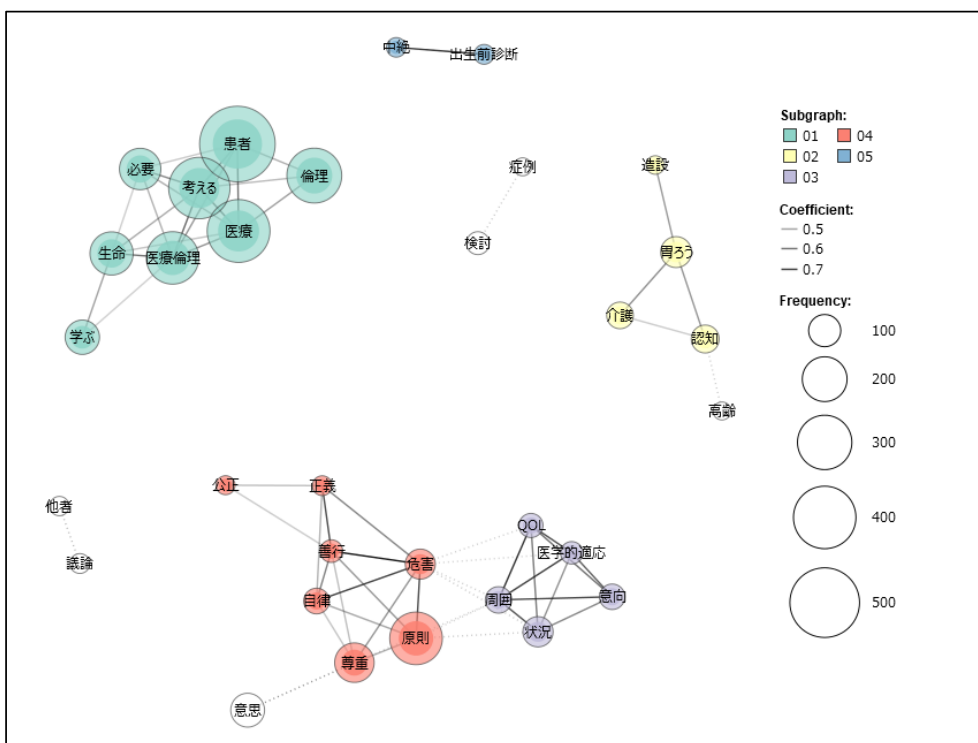 中絶
出生前診断
患者
必要
考える
倫理
医療
生命
医療倫理
学ぶ
症例
検討
造設
胃ろう
介護
認知
高齢
Subgraph:
01 04
02 05
03
Coefficient:
0.5
0.6
0.7
Frequency:
100
200
300
400
500
他者
議論
公正
正義
善行
危害
自律
原則
尊重
意思
QOL
医学的適応
周囲
意向
状況